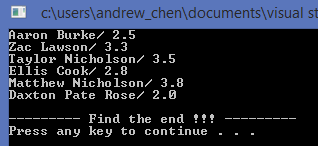 c:\users\andrew_chen\documents\visual st
Aaron Burke/ 2.5
Zac Lawson/ 3.3
Taylor Nicholson/ 3.5
Ellis Cook/ 2.8
Matthew Nicholson/ 3.8
Daxton Pate Rose/ 2.0
--------- Find the end !!! ---------
Press any key to continue . . .